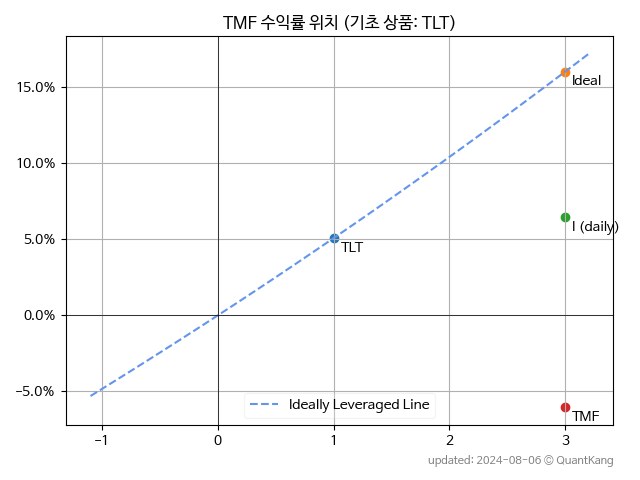 TMF 수익률 위치 (기초 상품: TLT)
15.0%
10.0%
5.0%
0.0%
−5.0%
Ideal
I (daily)
TLT
TMF
Ideally Leveraged Line
−1
0
1
2
3
updated: 2024-08-06 © QuantKang